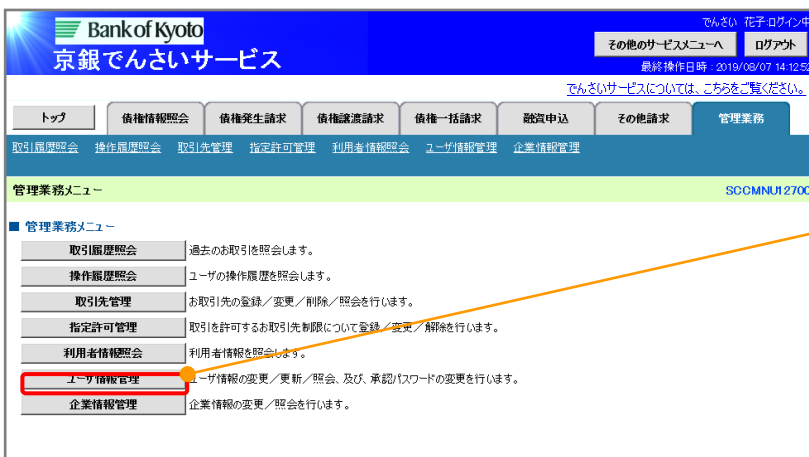 Bank of Kyoto
京銀でんさいサービス
でんさい 花子:ログイン中
その他のサービスメニューへ ログアウト
最終操作日時:2019/08/07 14:12:52
でんさいサービスについては、こちらをご覧ください。
トップ 債権情報照会 債権発生請求 債権譲渡請求 債権一括請求 融資申込 その他請求 管理業務
取引履歴照会 操作履歴照会 取引先管理 指定許可管理 利用者情報照会 ユーザ情報管理 企業情報管理
管理業務メニュー SCCMNU12700
■ 管理業務メニュー
取引履歴照会 過去のお取引を照会します。
操作履歴照会 ユーザの操作履歴を照会します。
取引先管理 お取引先の登録/変更/削除/照会を行います。
指定許可管理 取引を許可するお取引先制限について登録/変更/解除を行います。
利用者情報照会 利用者情報を照会します。
ユーザ情報管理 ユーザ情報の変更/更新/照会、及び、承認パスワードの変更を行います。
企業情報管理 企業情報の変更/照会を行います。